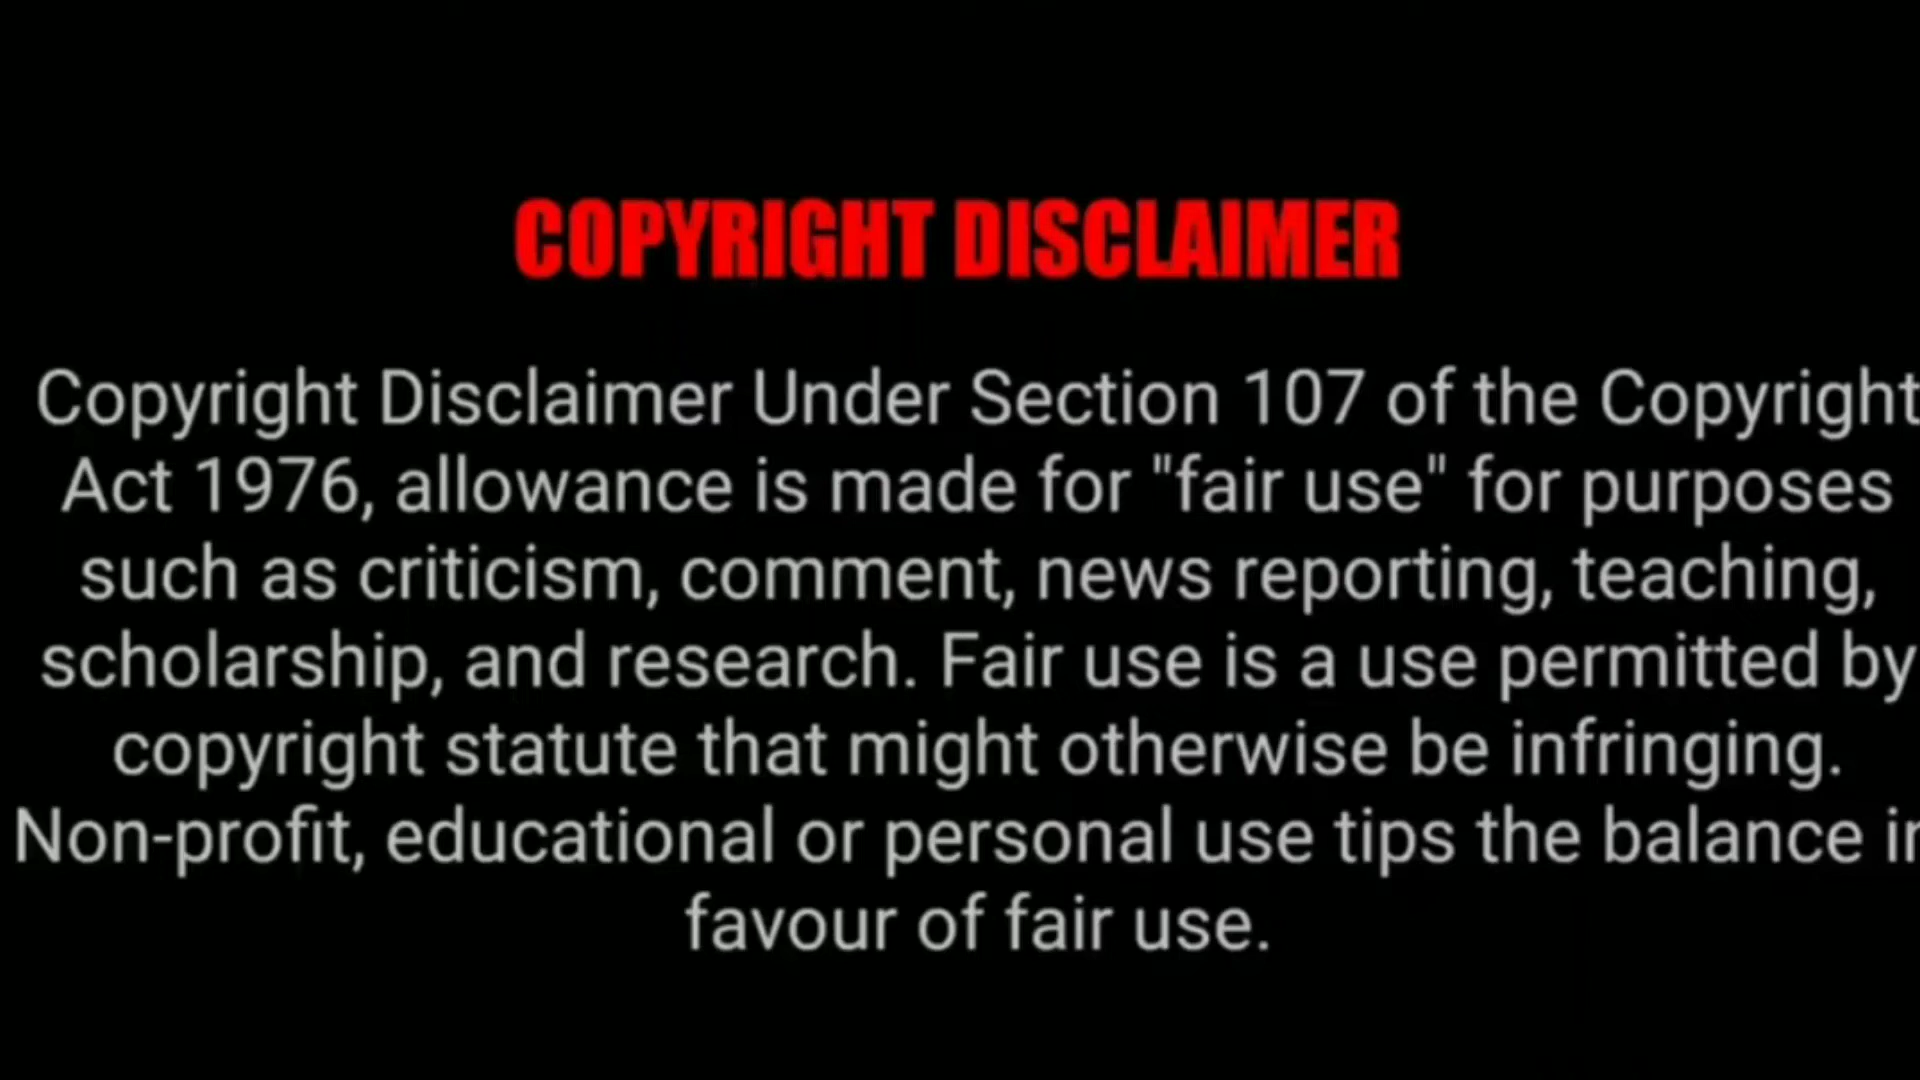 COPYRIGHT DISCLAIMER
Copyright Disclaimer Under Section 107 of the Copyright
Act 1976, allowance is made for "fair use" for purposes
such as criticism, comment, news reporting, teaching,
scholarship, and research. Fair use is a use permitted by
copyright statute that might otherwise be infringing.
Non-profit, educational or personal use tips the balance in
favour of fair use.